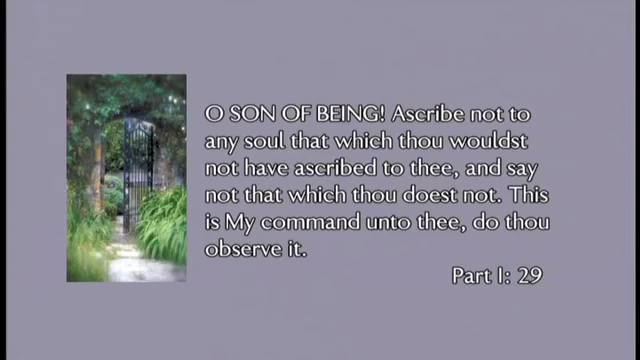 O SON OF BEING! Ascribe not to
any soul that which thou wouldst
not have ascribed to thee, and say
not that which thou doest not. This
is My command unto thee, do thou
observe it.
Part I: 29